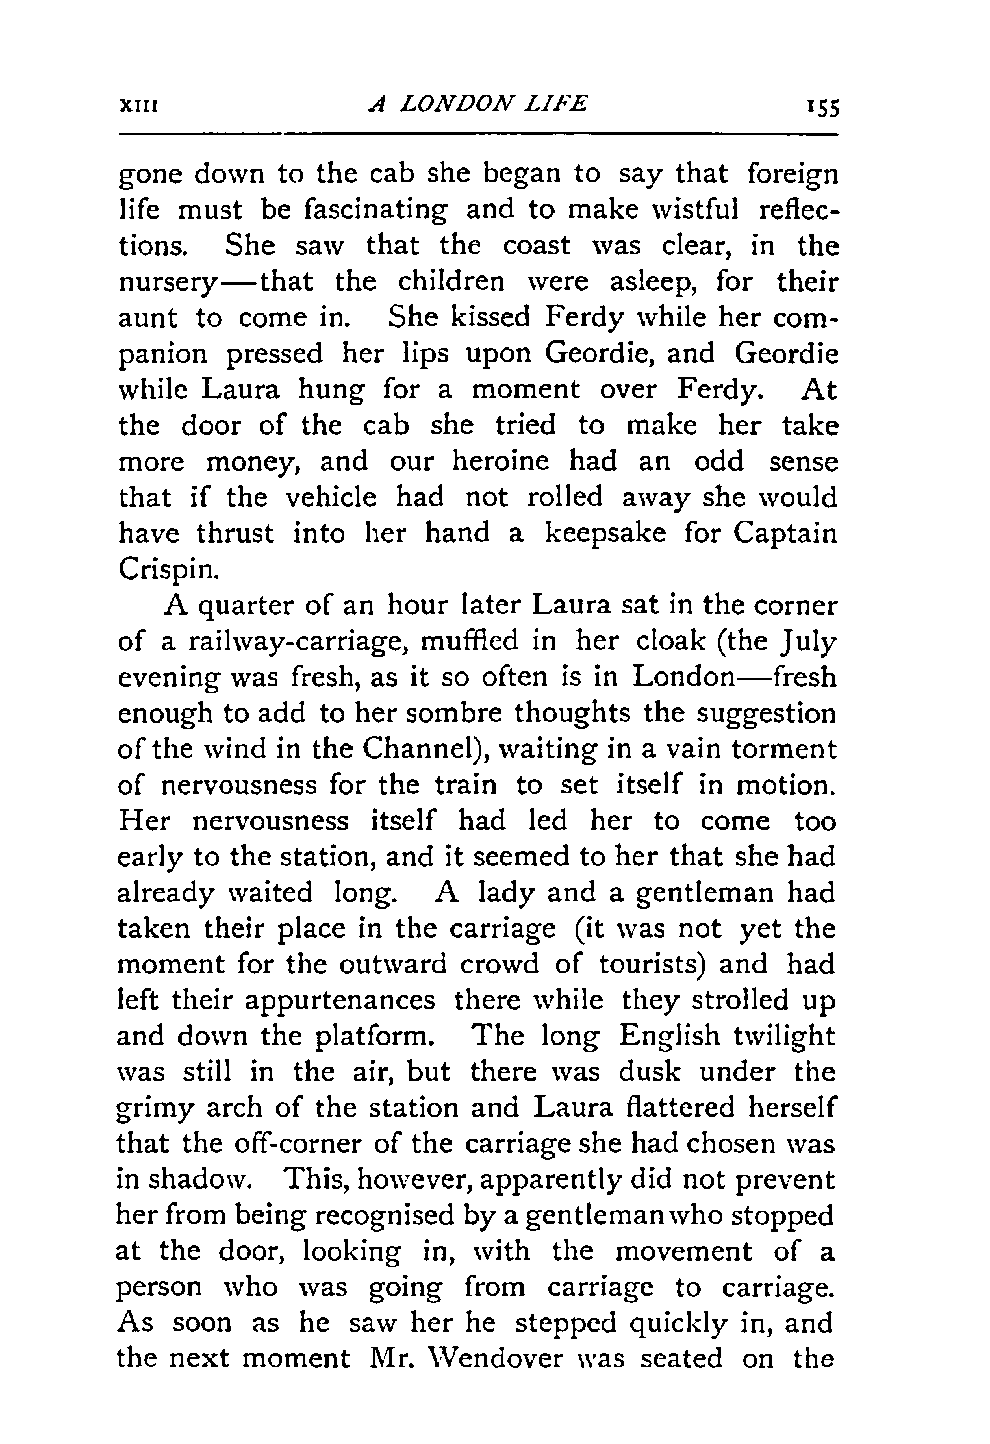 XIII A LONDON LIFE 155
gone down to the cab she began to say that foreign
life must be fascinating and to make wistful reflec-
tions. She saw that the coast was clear, in the
nursery—that the children were asleep, for their
aunt to come in. She kissed Ferdy while her com-
panion pressed her lips upon Geordie, and Geordie
while Laura hung for a moment over Ferdy. At
the door of the cab she tried to make her take
more money, and our heroine had an odd sense
that if the vehicle had not rolled away she would
have thrust into her hand a keepsake for Captain
Crispin.
A quarter of an hour later Laura sat in the corner
of a railway-carriage, muffled in her cloak (the July
evening was fresh, as it so often is in London—fresh
enough to add to her sombre thoughts the suggestion
of the wind in the Channel), waiting in a vain torment
of nervousness for the train to set itself in motion.
Her nervousness itself had led her to come too
early to the station, and it seemed to her that she had
already waited long. A lady and a gentleman had
taken their place in the carriage (it was not yet the
moment for the outward crowd of tourists) and had
left their appurtenances there while they strolled up
and down the platform. The long English twilight
was still in the air, but there was dusk under the
grimy arch of the station and Laura flattered herself
that the off-corner of the carriage she had chosen was
in shadow. This, however, apparently did not prevent
her from being recognised by a gentleman who stopped
at the door, looking in, with the movement of a
person who was going from carriage to carriage.
As soon as he saw her he stepped quickly in, and
the next moment Mr. Wendover was seated on the